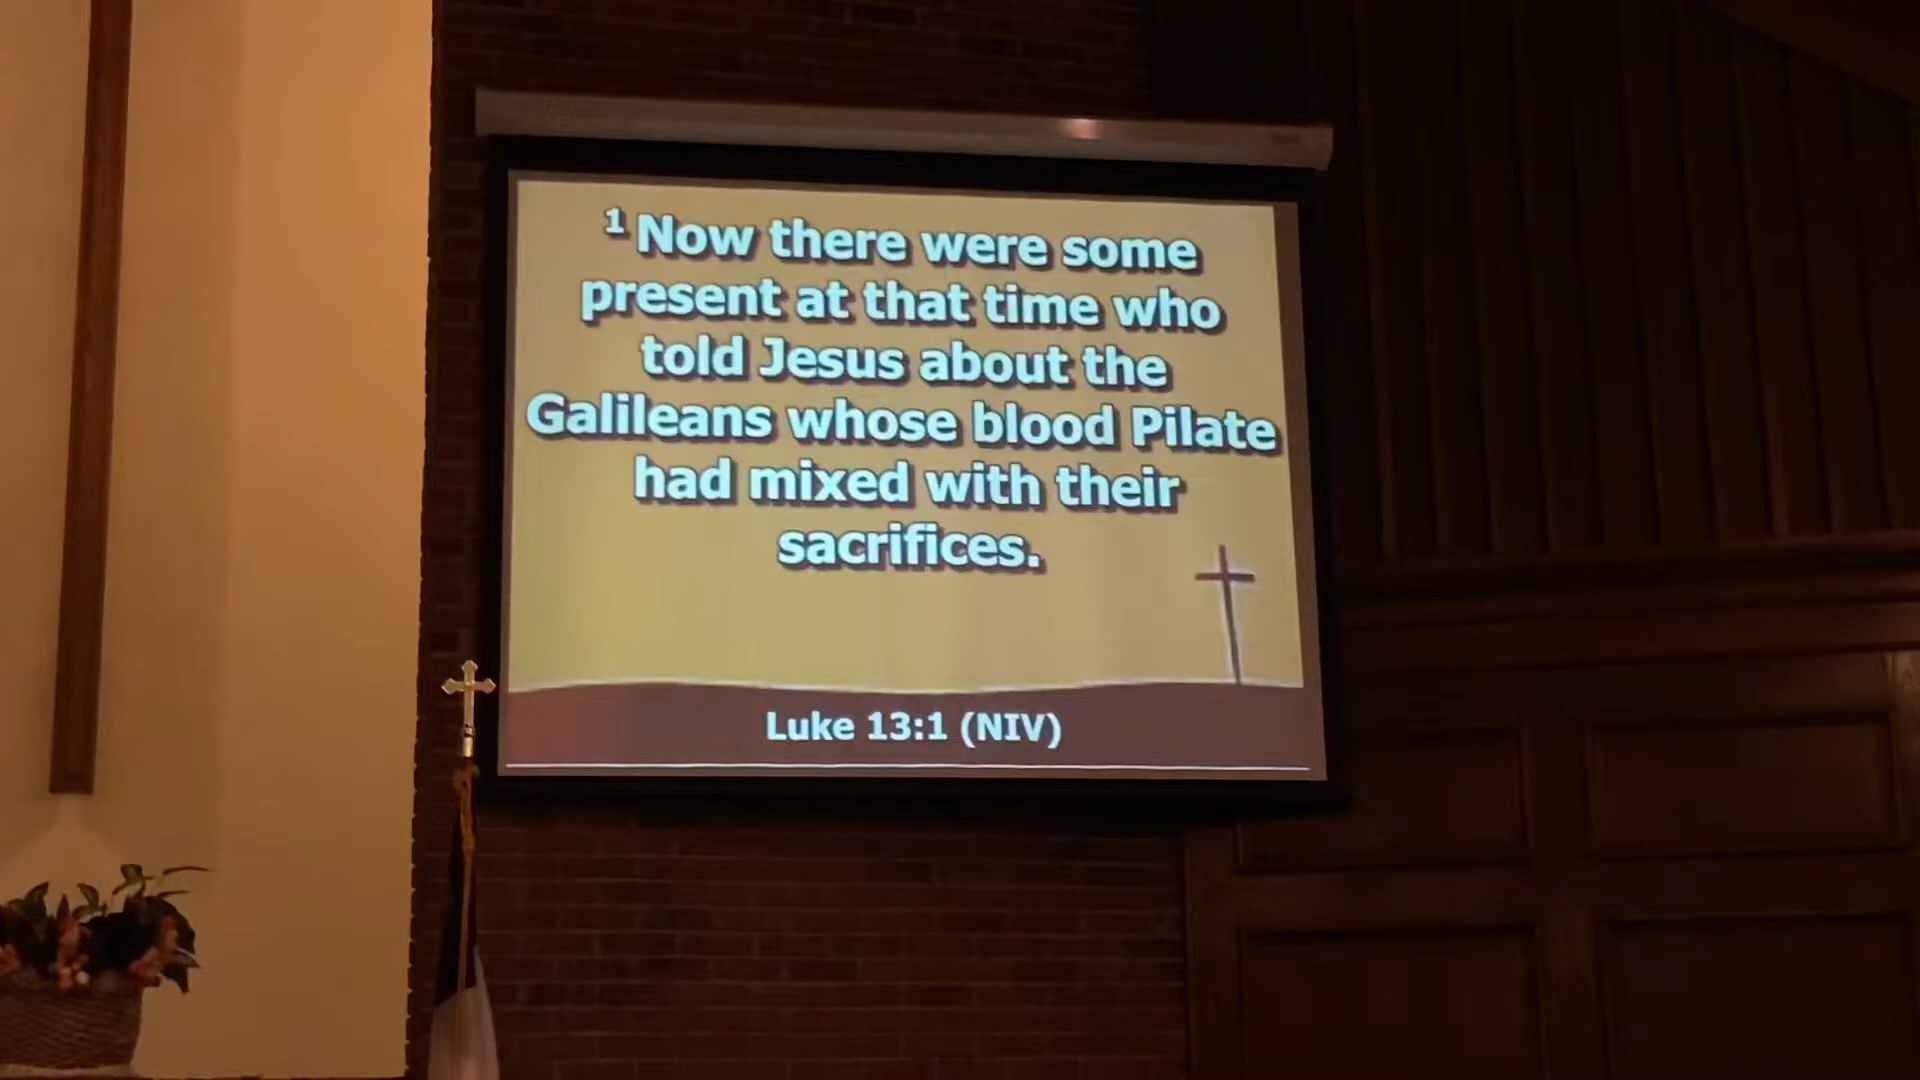 1 Now there were some
present at that time who
told Jesus about the
Galileans whose blood Pilate
had mixed with their
sacrifices.
Luke 13:1 (NIV)